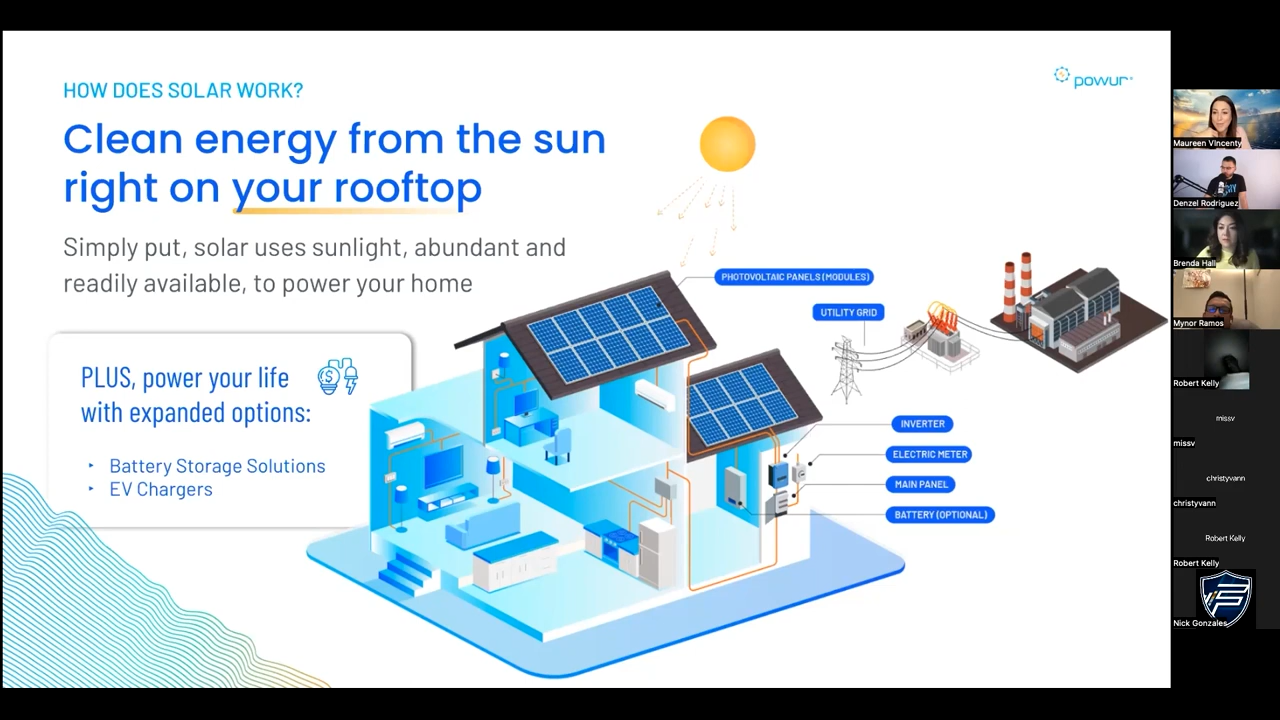 HOW DOES SOLAR WORK?
powur
Clean energy from the sun
right on your rooftop
Simply put, solar uses sunlight, abundant and
readily available, to power your home
PHOTOVOLTAIC PANELS (MODULES)
UTILITY GRID
PLUS, power your life
with expanded options:
‣ Battery Storage Solutions
‣ EV Chargers
INVERTER
ELECTRIC METER
MAIN PANEL
BATTERY (OPTIONAL)
Maureen VIncenty
Denzel Rodriguez
Brenda Hall
Mynor Ramos
Robert Kelly
missv
missv
christyvann
christyvann
Robert Kelly
Robert Kelly
Nick Gonzales